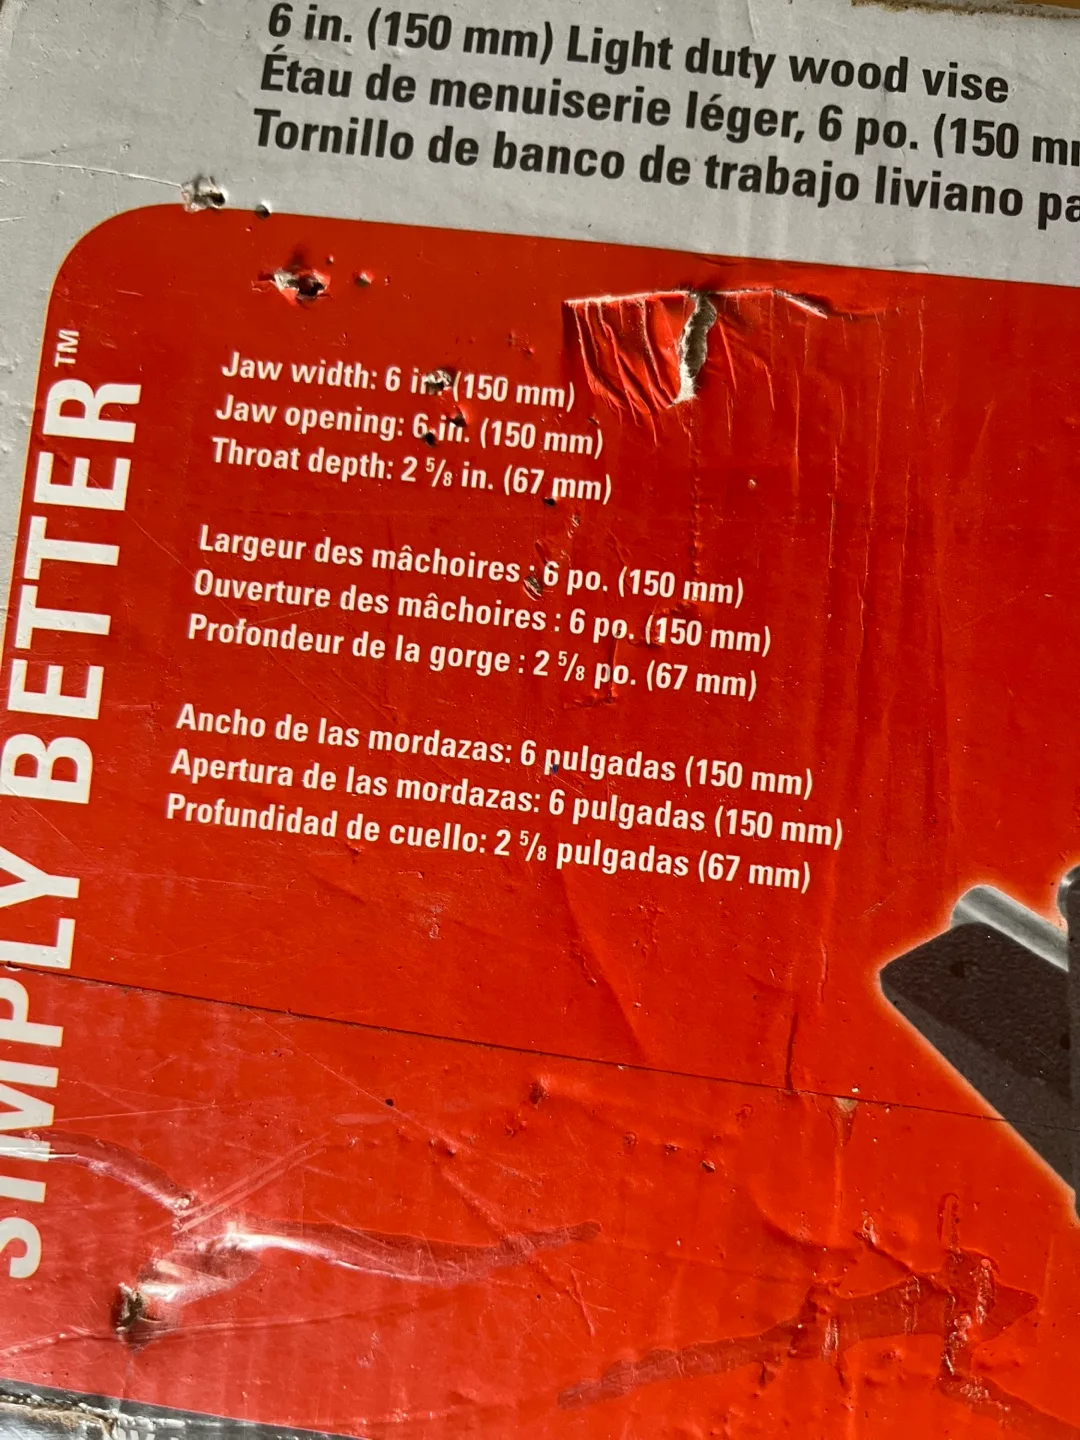 6 in. (150 mm) Light duty wood vise
Étau de menuiserie léger, 6 po. (150
Tornillo de banco de trabajo liviano
SIMPLY BETTER™
Jaw width: 6 in. (150 mm)
Jaw opening: 6 in. (150 mm)
Throat depth: 2 5/8 in. (67 mm)
Largeur des mâchoires : 6 po. (150 mm)
Ouverture des mâchoires : 6 po. (150 mm)
Profondeur de la gorge : 2 5/8 po. (67 mm)
Ancho de las mordazas: 6 pulgadas (150 mm)
Apertura de las mordazas: 6 pulgadas (150 mm)
Profundidad de cuello: 2 5/8 pulgadas (67 mm)